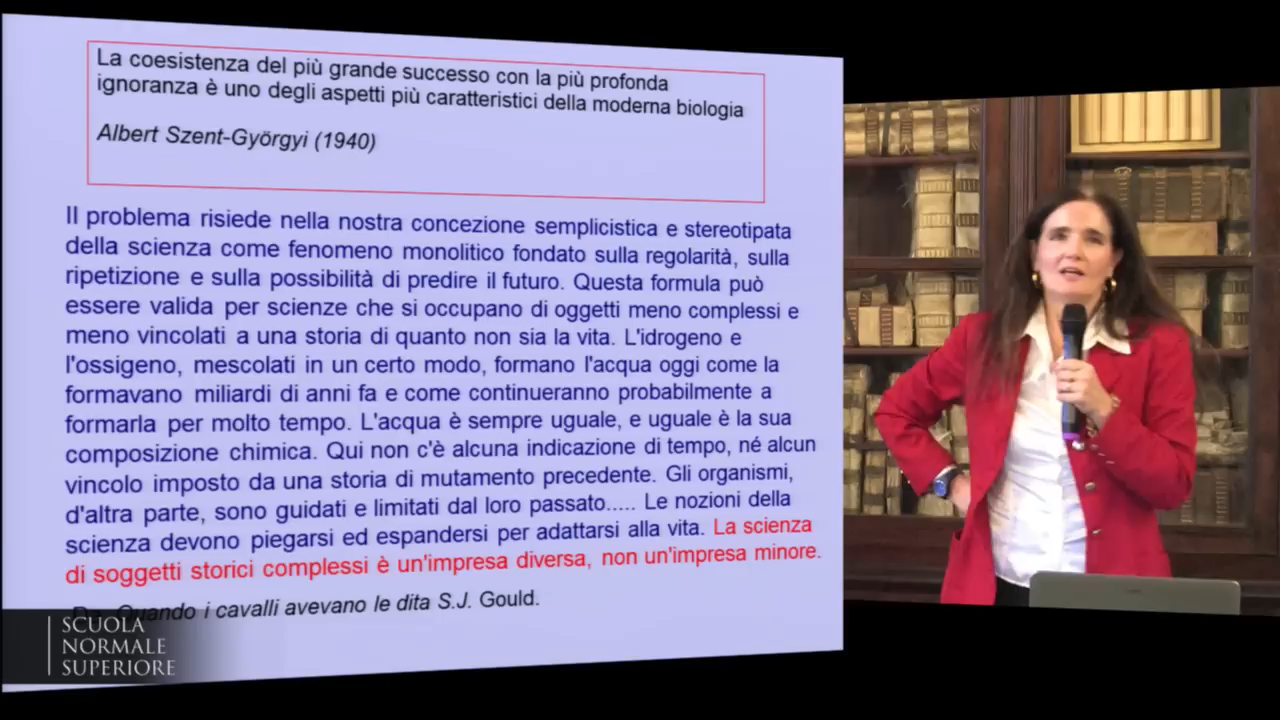 La coesistenza del più grande successo con la più profonda
ignoranza è uno degli aspetti più caratteristici della moderna biologia
Albert Szent-Györgyi (1940)
Il problema risiede nella nostra concezione semplicistica e stereotipata
della scienza come fenomeno monolitico fondato sulla regolarità, sulla
ripetizione e sulla possibilità di predire il futuro. Questa formula può
essere valida per scienze che si occupano di oggetti meno complessi e
meno vincolati a una storia di quanto non sia la vita. L'idrogeno e
l'ossigeno, mescolati in un certo modo, formano l'acqua oggi come la
formavano miliardi di anni fa e come continueranno probabilmente a
formarla per molto tempo. L'acqua è sempre uguale, e uguale è la sua
composizione chimica. Qui non c'è alcuna indicazione di tempo, né alcun
vincolo imposto da una storia di mutamento precedente. Gli organismi,
d'altra parte, sono guidati e limitati dal loro passato..... Le nozioni della
scienza devono piegarsi ed espandersi per adattarsi alla vita. La scienza
di soggetti storici complessi è un'impresa diversa, non un'impresa minore.
Da Quando i cavalli avevano le dita S.J. Gould.
SCUOLA
NORMALE
SUPERIORE